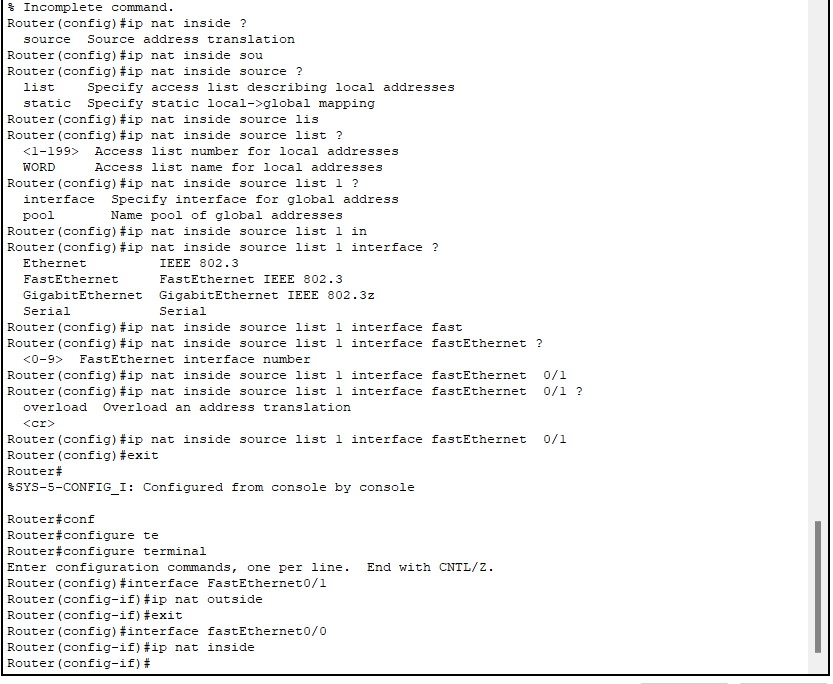 % Incomplete command.
Router(config)#ip nat inside ?
  source  Source address translation
Router(config)#ip nat inside sou
Router(config)#ip nat inside source ?
  list    Specify access list describing local addresses
  static  Specify static local->global mapping
Router(config)#ip nat inside source lis
Router(config)#ip nat inside source list ?
  <1-199>  Access list number for local addresses
  WORD     Access list name for local addresses
Router(config)#ip nat inside source list 1 ?
  interface  Specify interface for global address
  pool       Name pool of global addresses
Router(config)#ip nat inside source list 1 in
Router(config)#ip nat inside source list 1 interface ?
  Ethernet         IEEE 802.3
  FastEthernet     FastEthernet IEEE 802.3
  GigabitEthernet  GigabitEthernet IEEE 802.3z
  Serial           Serial
Router(config)#ip nat inside source list 1 interface fast
Router(config)#ip nat inside source list 1 interface fastEthernet ?
  <0-9>  FastEthernet interface number
Router(config)#ip nat inside source list 1 interface fastEthernet  0/1
Router(config)#ip nat inside source list 1 interface fastEthernet  0/1 ?
  overload  Overload an address translation
  <cr>
Router(config)#ip nat inside source list 1 interface fastEthernet  0/1
Router(config)#exit
Router#
%SYS-5-CONFIG_I: Configured from console by console

Router#conf
Router#configure te
Router#configure terminal
Enter configuration commands, one per line.  End with CNTL/Z.
Router(config)#interface FastEthernet0/1
Router(config-if)#ip nat outside
Router(config-if)#exit
Router(config)#interface fastEthernet0/0
Router(config-if)#ip nat inside
Router(config-if)#